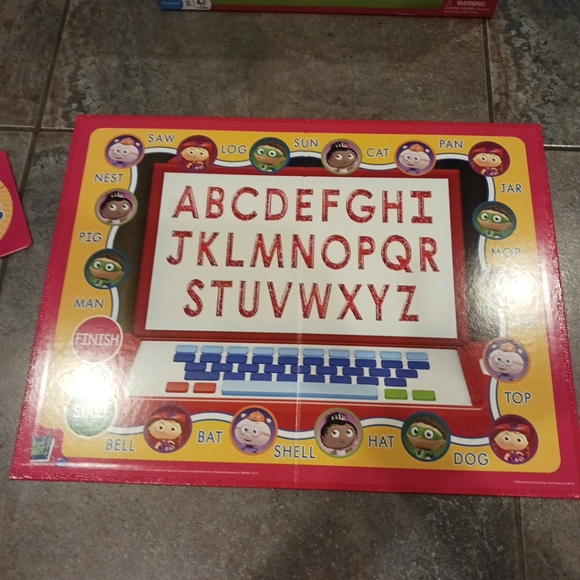 WARNING:
SAW
LOG
SUN
CAT
PAN
NEST
JAR
PIG
MOP
MAN
ABCDEFGHI
JKLMNOPQR
STUVWXYZ
FINISH
START
TOP
BELL
BAT
SHELL
HAT
DOG